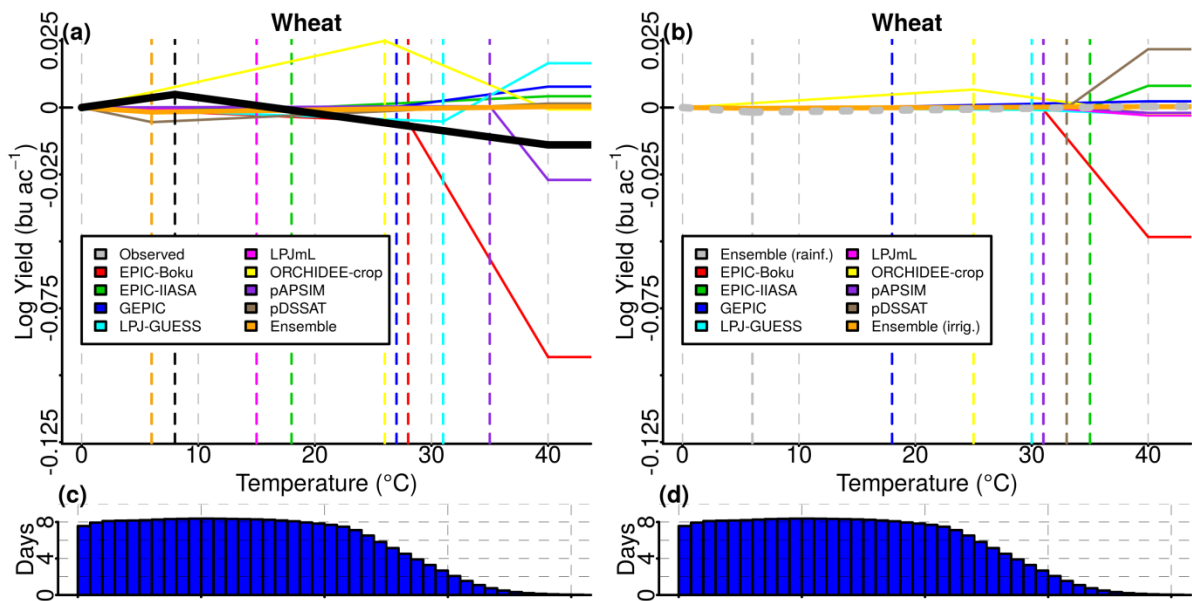 Wheat
(a)
Log Yield (bu ac⁻¹)
0.025
0
-0.025
-0.075
-0.125
Observed
EPIC-Boku
EPIC-IIASA
GEPIC
LPJ-GUESS
LPJmL
ORCHIDEE-crop
pAPSIM
pDSSAT
Ensemble
0 10 20 30 40
Temperature (°C)
Wheat
(b)
Log Yield (bu ac⁻¹)
0.025
0
-0.025
-0.075
-0.125
Ensemble (rainf.)
EPIC-Boku
EPIC-IIASA
GEPIC
LPJ-GUESS
LPJmL
ORCHIDEE-crop
pAPSIM
pDSSAT
Ensemble (irrig.)
0 10 20 30 40
Temperature (°C)
(c)
Days
8
4
0
(d)
Days
8
4
0